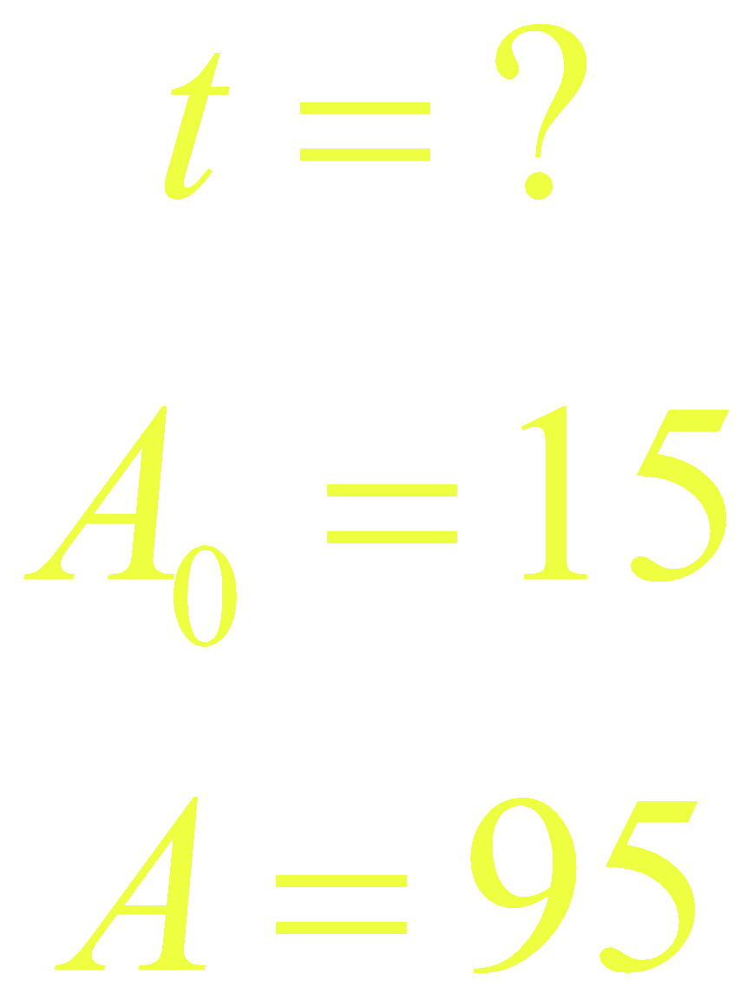 t = ?
A₀ = 15
A = 95